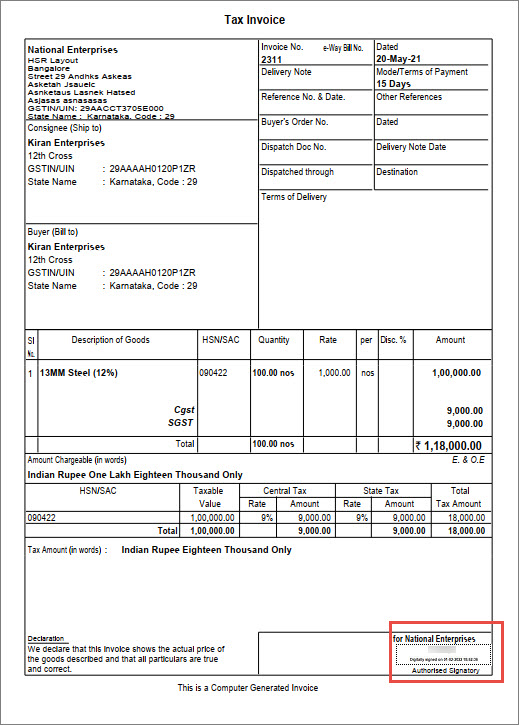 Tax Invoice
National Enterprises
HSR Layout
Bangalore
Street 29 Andhks Askeas
Asketah Jsaueic
Asnketaus Lasnek Hatsed
Asjasas asnasasas
GSTIN/UIN: 29AACCT3705E000
State Name : Karnataka, Code : 29
Invoice No. e-Way Bill No.
2311
Dated
20-May-21
Delivery Note
Mode/Terms of Payment
15 Days
Reference No. & Date.
Other References
Buyer's Order No.
Dated
Dispatch Doc No.
Delivery Note Date
Dispatched through
Destination
Terms of Delivery
Consignee (Ship to)
Kiran Enterprises
12th Cross
GSTIN/UIN : 29AAAAH0120P1ZR
State Name : Karnataka, Code : 29
Buyer (Bill to)
Kiran Enterprises
12th Cross
GSTIN/UIN : 29AAAAH0120P1ZR
State Name : Karnataka, Code : 29
Sl No. Description of Goods HSN/SAC Quantity Rate per Disc. % Amount
1 13MM Steel (12%) 090422 100.00 nos 1,000.00 nos 1,00,000.00
Cgst 9,000.00
SGST 9,000.00
Total 100.00 nos ₹ 1,18,000.00
Amount Chargeable (in words) E. & O.E
Indian Rupee One Lakh Eighteen Thousand Only
HSN/SAC Taxable Central Tax State Tax Total
Value Rate Amount Rate Amount Tax Amount
090422 1,00,000.00 9% 9,000.00 9% 9,000.00 18,000.00
Total 1,00,000.00 9,000.00 9,000.00 18,000.00
Tax Amount (in words) : Indian Rupee Eighteen Thousand Only
Declaration
We declare that this invoice shows the actual price of
the goods described and that all particulars are true
and correct.
for National Enterprises
Digitally signed on
Authorised Signatory
This is a Computer Generated Invoice